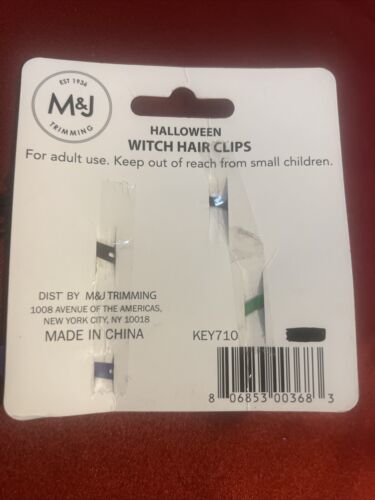 EST 1936
M&J
TRIMMING
HALLOWEEN
WITCH HAIR CLIPS
For adult use. Keep out of reach from small children.
DIST' BY M&J TRIMMING
1008 AVENUE OF THE AMERICAS,
NEW YORK CITY, NY 10018
MADE IN CHINA
KEY710
8 06853 00368 3